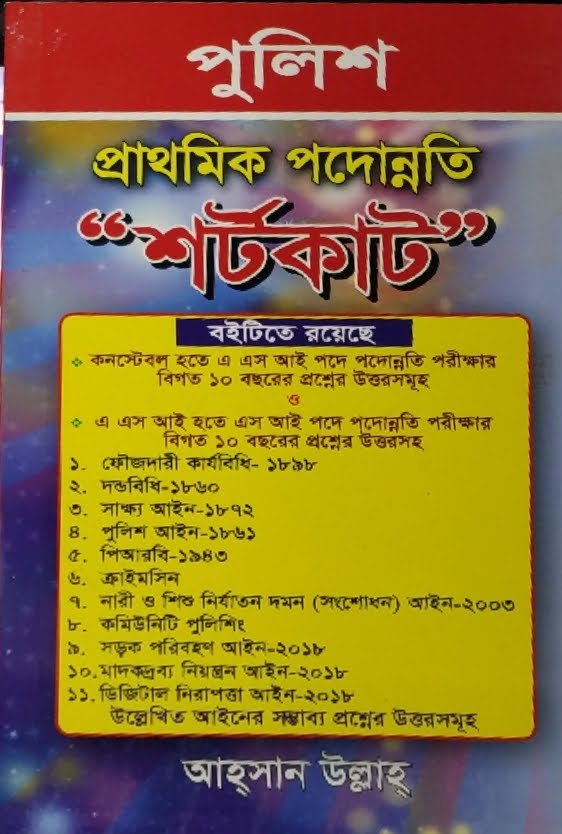 পুলিশ
প্রাথমিক পদোন্নতি
“শর্টকাট”
বইটিতে রয়েছে
কনস্টেবল হতে এ এস আই পদে পদোন্নতি পরীক্ষার
বিগত ১০ বছরের প্রশ্নের উত্তরসমূহ
ও
এ এস আই হতে এস আই পদে পদোন্নতি পরীক্ষার
বিগত ১০ বছরের প্রশ্নের উত্তরসহ
১. ফৌজদারী কার্যবিধি- ১৮৯৮
২. দন্ডবিধি-১৮৬০
৩. সাক্ষ্য আইন-১৮৭২
৪. পুলিশ আইন-১৮৬১
৫. পিআরবি-১৯৪৩
৬. ক্রাইমসিন
৭. নারী ও শিশু নির্যাতন দমন (সংশোধন) আইন-২০০৩
৮. কমিউনিটি পুলিশিং
৯. সড়ক পরিবহণ আইন-২০১৮
১০.মাদকদ্রব্য নিয়ন্ত্রন আইন-২০১৮
১১.ডিজিটাল নিরাপত্তা আইন-২০১৮
উল্লেখিত আইনের সম্ভাব্য প্রশ্নের উত্তরসমূহ
আহ্সান উল্লাহ্